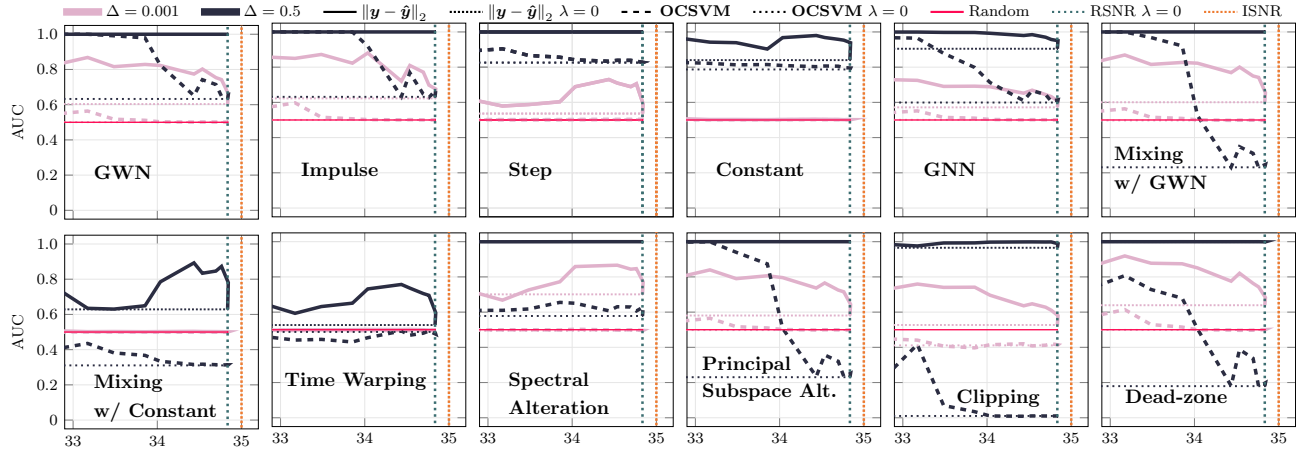 Δ = 0.001 Δ = 0.5 ‖y − ŷ‖₂ ‖y − ŷ‖₂ λ = 0 OCSVM OCSVM λ = 0 Random RSNR λ = 0 ISNR
1.0
0.8
0.6
0.4
0.2
0
AUC
GWN
Impulse
Step
Constant
GNN
Mixing
w/ GWN
1.0
0.8
0.6
0.4
0.2
0
AUC
Mixing
w/ Constant
Time Warping
Spectral
Alteration
Principal
Subspace Alt.
Clipping
Dead-zone
33 34 35
33 34 35
33 34 35
33 34 35
33 34 35
33 34 35